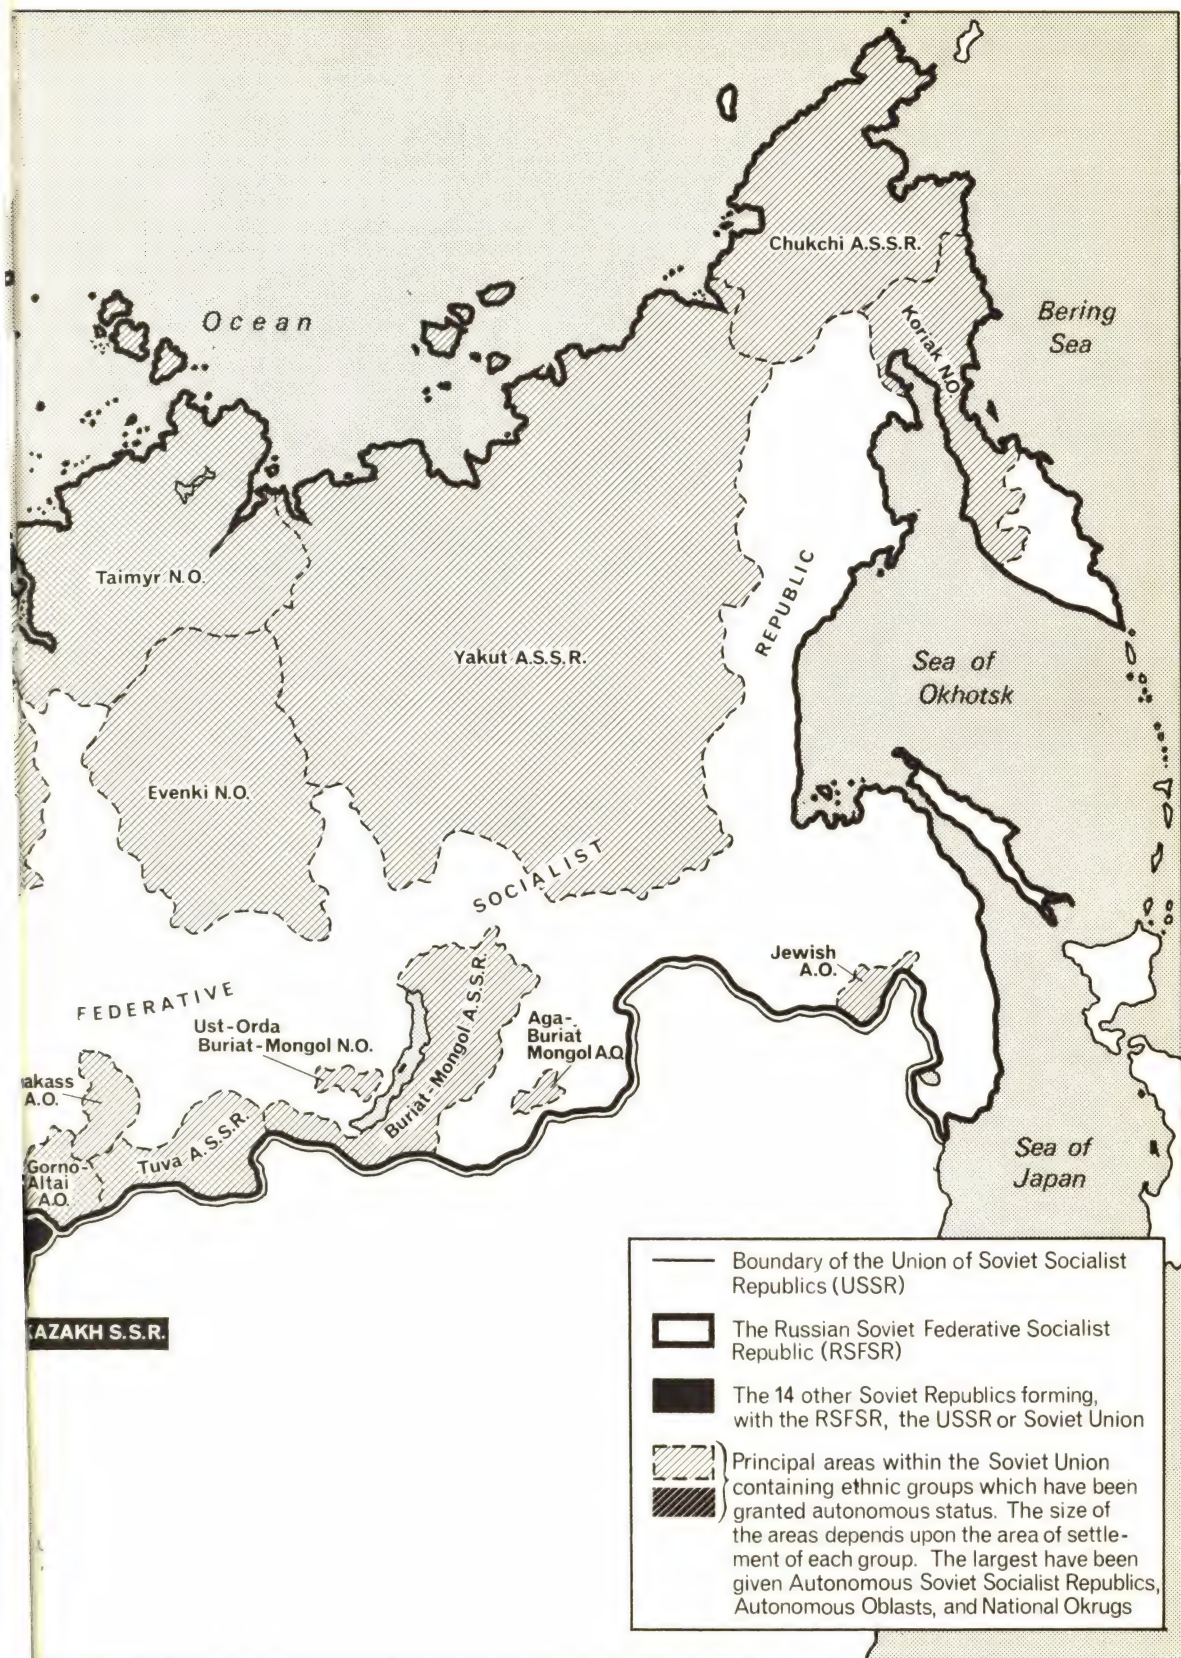 Chukchi A.S.S.R.
Ocean
Bering
Sea
Koriak N.O.
Taimyr N.O.
REPUBLIC
Yakut A.S.S.R.
Sea of
Okhotsk
Evenki N.O.
SOCIALIST
Jewish
A.O.
FEDERATIVE
Ust-Orda
Buriat-Mongol N.O.
Buriat-Mongol A.S.S.R.
Aga-
Buriat
Mongol A.O.
akass
A.O.
Tuva A.S.S.R.
Gorno-
Altai
A.O.
Sea of
Japan
KAZAKH S.S.R.
Boundary of the Union of Soviet Socialist
Republics (USSR)
The Russian Soviet Federative Socialist
Republic (RSFSR)
The 14 other Soviet Republics forming,
with the RSFSR, the USSR or Soviet Union
Principal areas within the Soviet Union
containing ethnic groups which have been
granted autonomous status. The size of
the areas depends upon the area of settle-
ment of each group. The largest have been
given Autonomous Soviet Socialist Republics,
Autonomous Oblasts, and National Okrugs